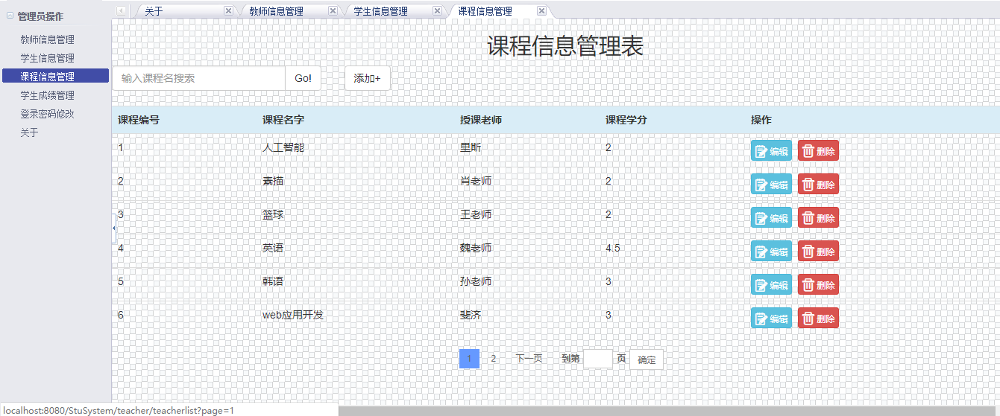 管理员操作
教师信息管理
学生信息管理
课程信息管理
学生成绩管理
登录密码修改
关于
关于 教师信息管理 学生信息管理 课程信息管理
课程信息管理表
输入课程名搜索 Go! 添加+
课程编号 课程名字 授课老师 课程学分 操作
1 人工智能 里斯 2 编辑 删除
2 素描 肖老师 2 编辑 删除
3 篮球 王老师 2 编辑 删除
4 英语 魏老师 4.5 编辑 删除
5 韩语 孙老师 3 编辑 删除
6 web应用开发 斐济 3 编辑 删除
1 2 下一页 到第 页 确定
localhost:8080/StuSystem/teacher/teacherlist?page=1